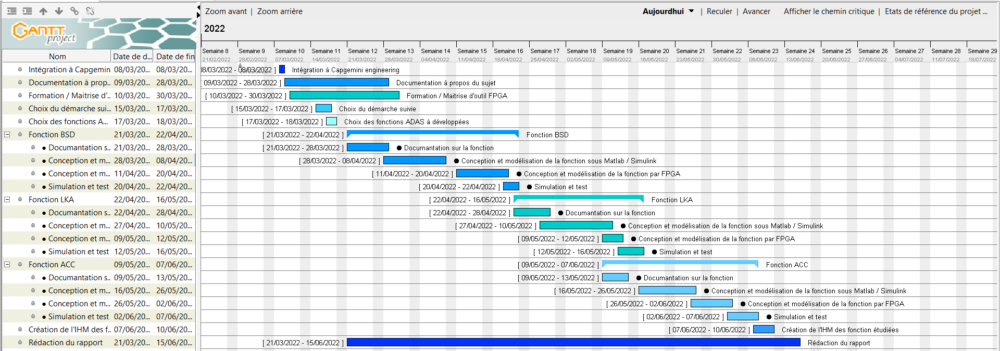 Zoom avant | Zoom arrière Aujourdhui | Reculer | Avancer Afficher le chemin critique | Etats de référence du projet ...
GANTT project
2022
Nom Date de d... Date de fin
Semaine 8 Semaine 9 Semaine 10 Semaine 11 Semaine 12 Semaine 13 Semaine 14 Semaine 15 Semaine 16 Semaine 17 Semaine 18 Semaine 19 Semaine 20 Semaine 21 Semaine 22 Semaine 23 Semaine 24 Semaine 25 Semaine 26 Semaine 27 Semaine 28 Semaine 29
21/02/2022 28/02/2022 07/03/2022 14/03/2022 21/03/2022 28/03/2022 04/04/2022 11/04/2022 18/04/2022 25/04/2022 02/05/2022 09/05/2022 16/05/2022 23/05/2022 30/05/2022 06/06/2022 13/06/2022 20/06/2022 27/06/2022 04/07/2022 11/07/2022 18/07/2022
Intégration à Capgemin 08/03/20... 08/03/20... 08/03/2022 - 08/03/2022 ] Intégration à Capgemini engineering
Documentation à prop... 09/03/20... 28/03/20... [ 09/03/2022 - 28/03/2022 ] Documentation à propos du sujet
Formation / Maitrise d'.. 10/03/20... 30/03/20... [ 10/03/2022 - 30/03/2022 ] Formation / Maitrise d'outil FPGA
Choix du démarche sui... 15/03/20... 17/03/20... [ 15/03/2022 - 17/03/2022 ] Choix du démarche suivie
Choix des fonctions A... 17/03/20... 18/03/20... [ 17/03/2022 - 18/03/2022 ] Choix des fonctions ADAS à développées
Fonction BSD 21/03/20... 22/04/20... [ 21/03/2022 - 22/04/2022 ] Fonction BSD
● Documantation s... 21/03/20... 28/03/20... [ 21/03/2022 - 28/03/2022 ] ● Documantation sur la fonction
● Conception et m... 28/03/20... 08/04/20... [ 28/03/2022 - 08/04/2022 ] ● Conception et modélisation de la fonction sous Matlab / Simulink
● Conception et m... 11/04/20... 20/04/20... [ 11/04/2022 - 20/04/2022 ] ● Conception et modélisation de la fonction par FPGA
● Simulation et test 20/04/20... 22/04/20... [ 20/04/2022 - 22/04/2022 ] ● Simulation et test
Fonction LKA 22/04/20... 16/05/20... [ 22/04/2022 - 16/05/2022 ] Fonction LKA
● Documantation s... 22/04/20... 28/04/20... [ 22/04/2022 - 28/04/2022 ] ● Documantation sur la fonction
● Conception et m... 27/04/20... 10/05/20... [ 27/04/2022 - 10/05/2022 ] ● Conception et modélisation de la fonction sous Matlab / Simulink
● Conception et m... 09/05/20... 12/05/20... [ 09/05/2022 - 12/05/2022 ] ● Conception et modélisation de la fonction par FPGA
● Simulation et test 12/05/20... 16/05/20... [ 12/05/2022 - 16/05/2022 ] ● Simulation et test
Fonction ACC 09/05/20... 07/06/20... [ 09/05/2022 - 07/06/2022 ] Fonction ACC
● Documantation s... 09/05/20... 13/05/20... [ 09/05/2022 - 13/05/2022 ] ● Documantation sur la fonction
● Conception et m... 16/05/20... 26/05/20... [ 16/05/2022 - 26/05/2022 ] ● Conception et modélisation de la fonction sous Matlab / Simulink
● Conception et m... 26/05/20... 02/06/20... [ 26/05/2022 - 02/06/2022 ] ● Conception et modélisation de la fonction par FPGA
● Simulation et test 02/06/20... 07/06/20... [ 02/06/2022 - 07/06/2022 ] ● Simulation et test
Création de l'IHM des f.. 07/06/20... 10/06/20... [ 07/06/2022 - 10/06/2022 ] Création de l'IHM des fonction étudiées
Rédaction du rapport 21/03/20... 15/06/20... [ 21/03/2022 - 15/06/2022 ] Rédaction du rapport